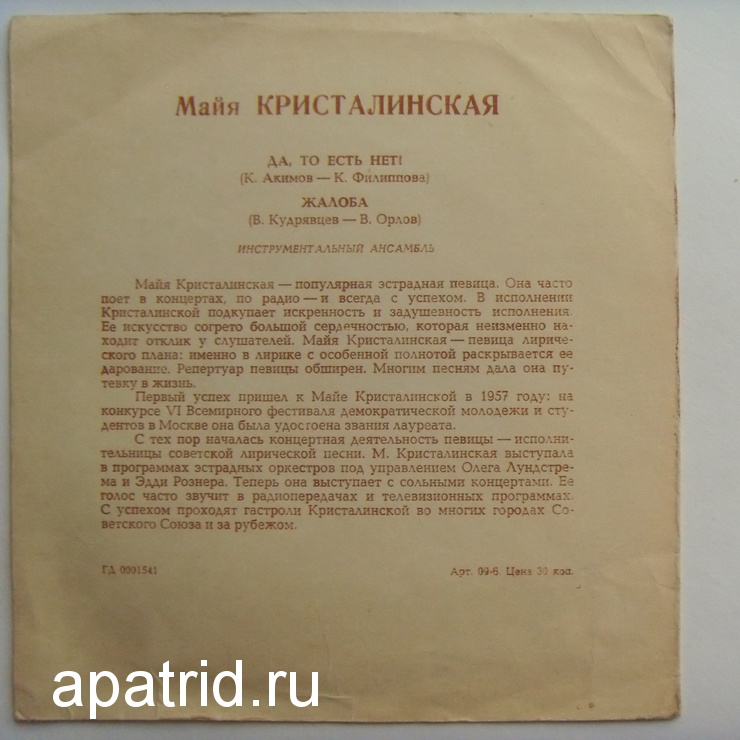 Майя КРИСТАЛИНСКАЯ
ДА, ТО ЕСТЬ НЕТ!
(К. Акимов — К. Филиппова)
ЖАЛОБА
(В. Кудрявцев — В. Орлов)
ИНСТРУМЕНТАЛЬНЫЙ АНСАМБЛЬ
Майя Кристалинская — популярная эстрадная певица. Она часто
поет в концертах, по радио — и всегда с успехом. В исполнении
Кристалинской подкупает искренность и задушевность исполнения.
Ее искусство согрето большой сердечностью, которая неизменно на-
ходит отклик у слушателей. Майя Кристалинская — певица лириче-
ского плана: именно в лирике с особенной полнотой раскрывается ее
дарование. Репертуар певицы обширен. Многим песням дала она пу-
тевку в жизнь.
Первый успех пришел к Майе Кристалинской в 1957 году: на
конкурсе VI Всемирного фестиваля демократической молодежи и сту-
дентов в Москве она была удостоена звания лауреата.
С тех пор началась концертная деятельность певицы — исполни-
тельницы советской лирической песни. М. Кристалинская выступала
в программах эстрадных оркестров под управлением Олега Лундстре-
ма и Эдди Рознера. Теперь она выступает с сольными концертами. Ее
голос часто звучит в радиопередачах и телевизионных программах.
С успехом проходят гастроли Кристалинской во многих городах Со-
ветского Союза и за рубежом.
ГД 0001541 Арт. 09-6. Цена 30 коп.
apatrid.ru